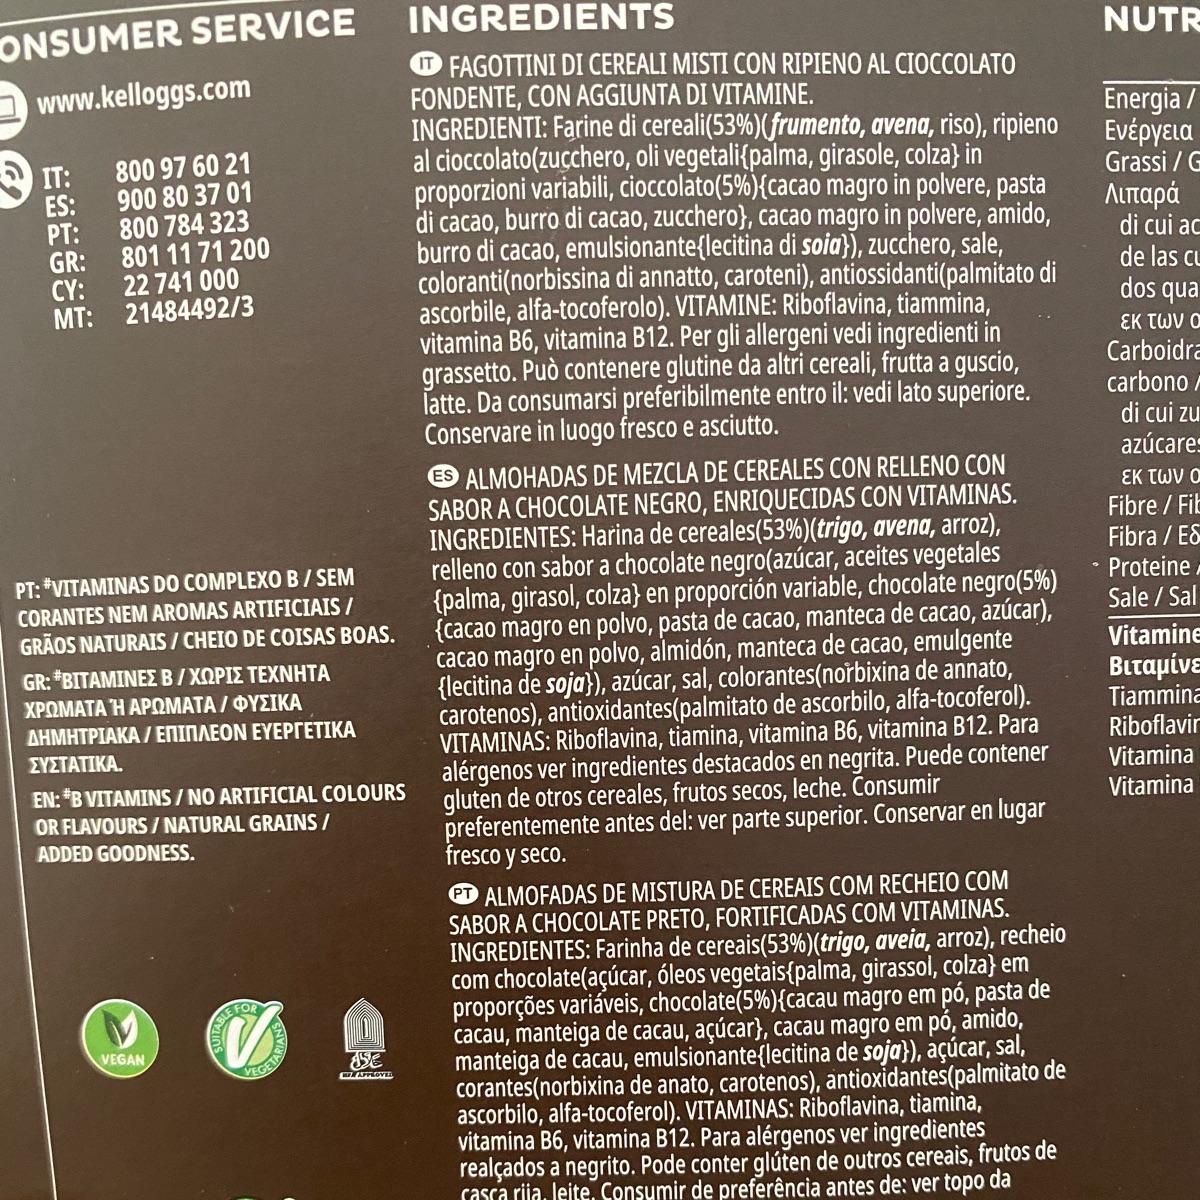 ONSUMER SERVICE
www.kelloggs.com
IT: 800 97 60 21
ES: 900 80 37 01
PT: 800 784 323
GR: 801 11 71 200
CY: 22 741 000
MT: 21484492/3
PT: #VITAMINAS DO COMPLEXO B / SEM
CORANTES NEM AROMAS ARTIFICIAIS /
GRÃOS NATURAIS / CHEIO DE COISAS BOAS.
GR: #ΒΙΤΑΜΙΝΕΣ Β / ΧΩΡΙΣ ΤΕΧΝΗΤΑ
ΧΡΩΜΑΤΑ Ή ΑΡΩΜΑΤΑ / ΦΥΣΙΚΑ
ΔΗΜΗΤΡΙΑΚΑ / ΕΠΙΠΛΕΟΝ ΕΥΕΡΓΕΤΙΚΑ
ΣΥΣΤΑΤΙΚΑ.
EN: #B VITAMINS / NO ARTIFICIAL COLOURS
OR FLAVOURS / NATURAL GRAINS /
ADDED GOODNESS.
VEGAN
SUITABLE FOR VEGETARIANS
INGREDIENTS
IT FAGOTTINI DI CEREALI MISTI CON RIPIENO AL CIOCCOLATO
FONDENTE, CON AGGIUNTA DI VITAMINE.
INGREDIENTI: Farine di cereali(53%)(frumento, avena, riso), ripieno
al cioccolato(zucchero, oli vegetali{palma, girasole, colza} in
proporzioni variabili, cioccolato(5%){cacao magro in polvere, pasta
di cacao, burro di cacao, zucchero}, cacao magro in polvere, amido,
burro di cacao, emulsionante{lecitina di soia}), zucchero, sale,
coloranti(norbissina di annatto, caroteni), antiossidanti(palmitato di
ascorbile, alfa-tocoferolo). VITAMINE: Riboflavina, tiammina,
vitamina B6, vitamina B12. Per gli allergeni vedi ingredienti in
grassetto. Può contenere glutine da altri cereali, frutta a guscio,
latte. Da consumarsi preferibilmente entro il: vedi lato superiore.
Conservare in luogo fresco e asciutto.
ES ALMOHADAS DE MEZCLA DE CEREALES CON RELLENO CON
SABOR A CHOCOLATE NEGRO, ENRIQUECIDAS CON VITAMINAS.
INGREDIENTES: Harina de cereales(53%)(trigo, avena, arroz),
relleno con sabor a chocolate negro(azúcar, aceites vegetales
{palma, girasol, colza} en proporción variable, chocolate negro(5%)
{cacao magro en polvo, pasta de cacao, manteca de cacao, azúcar},
cacao magro en polvo, almidón, manteca de cacao, emulgente
{lecitina de soja}), azúcar, sal, colorantes(norbixina de annato,
carotenos), antioxidantes(palmitato de ascorbilo, alfa-tocoferol).
VITAMINAS: Riboflavina, tiamina, vitamina B6, vitamina B12. Para
alérgenos ver ingredientes destacados en negrita. Puede contener
gluten de otros cereales, frutos secos, leche. Consumir
preferentemente antes del: ver parte superior. Conservar en lugar
fresco y seco.
PT ALMOFADAS DE MISTURA DE CEREAIS COM RECHEIO COM
SABOR A CHOCOLATE PRETO, FORTIFICADAS COM VITAMINAS.
INGREDIENTES: Farinha de cereais(53%)(trigo, aveia, arroz), recheio
com chocolate(açúcar, óleos vegetais{palma, girassol, colza} em
proporções variáveis, chocolate(5%){cacau magro em pó, pasta de
cacau, manteiga de cacau, açúcar}, cacau magro em pó, amido,
manteiga de cacau, emulsionante{lecitina de soja}), açúcar, sal,
corantes(norbixina de anato, carotenos), antioxidantes(palmitato de
ascorbilo, alfa-tocoferol). VITAMINAS: Riboflavina, tiamina,
vitamina B6, vitamina B12. Para alérgenos ver ingredientes
realçados a negrito. Pode conter glúten de outros cereais, frutos de
casca rija, leite. Consumir de preferência antes de: ver topo da
NUTR
Energia /
Ενέργεια
Grassi / G
Λιπαρά
di cui ac
de las cu
dos qua
εκ των ο
Carboidra
carbono /
di cui zu
azúcares
εκ των ο
Fibre / Fib
Fibra / Εδ
Proteine /
Sale / Sal
Vitamine
Βιταμίνε
Tiammina
Riboflavin
Vitamina
Vitamina